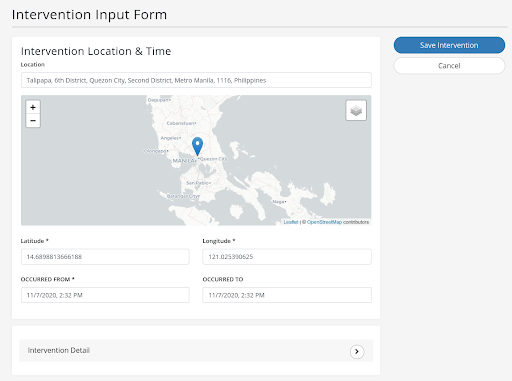 Intervention Input Form
Intervention Location & Time
Location
Talipapa, 6th District, Quezon City, Second District, Metro Manila, 1116, Philippines
+
−
Dagupan•
Cabanatuan•
Angeles•
Olongapo•
MANILA
•Quezon City
San Pablo•
Batangas City•
Naga•
Leaflet | © OpenStreetMap contributors
Latitude *
Longitude *
14.6898813666188
121.025390625
OCCURRED FROM *
OCCURRED TO
11/7/2020, 2:32 PM
11/7/2020, 2:32 PM
Intervention Detail
Save Intervention
Cancel